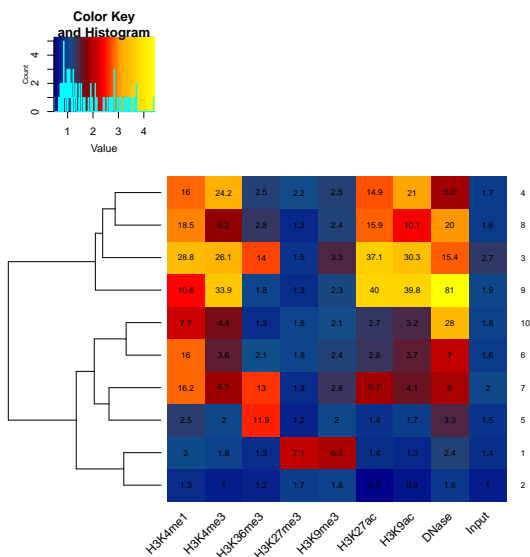 Color Key
and Histogram
Count
0 2 4
1 2 3 4
Value
16 24.2 2.5 2.2 2.5 14.9 21 5.8 1.7 4
18.5 5.2 2.8 1.3 2.4 15.9 10.1 20 1.6 8
28.8 26.1 14 1.5 3.3 37.1 30.3 15.4 2.7 3
10.6 33.9 1.8 1.3 2.3 40 39.8 81 1.9 9
7.7 4.4 1.3 1.6 2.1 2.7 3.2 28 1.8 10
16 3.6 2.1 1.9 2.4 2.8 3.7 7 1.6 6
16.2 5.7 13 1.3 2.8 5.7 4.1 6 2 7
2.5 2 11.9 1.2 2 1.4 1.7 3.3 1.5 5
2 1.8 1.3 7.1 6.2 1.4 1.3 2.4 1.4 1
1.3 1 1.2 1.7 1.8 0.9 1.6 1 2
H3K4me1 H3K4me3 H3K36me3 H3K27me3 H3K9me3 H3K27ac H3K9ac DNase Input